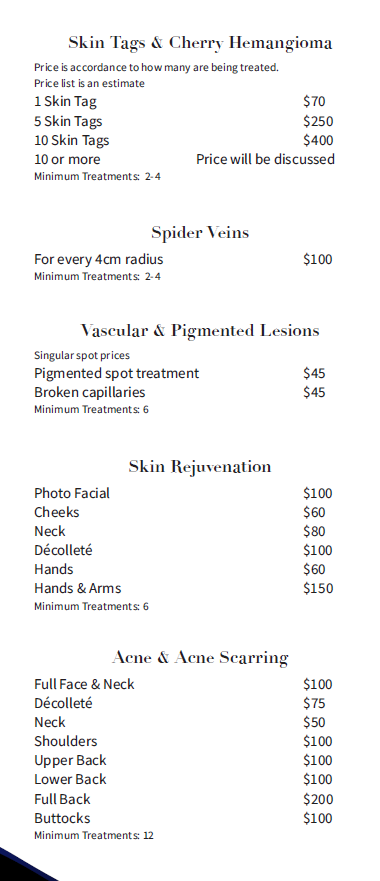 Skin Tags & Cherry Hemangioma
Price is accordance to how many are being treated.
Price list is an estimate
1 Skin Tag $70
5 Skin Tags $250
10 Skin Tags $400
10 or more Price will be discussed
Minimum Treatments: 2-4
Spider Veins
For every 4cm radius $100
Minimum Treatments: 2-4
Vascular & Pigmented Lesions
Singular spot prices
Pigmented spot treatment $45
Broken capillaries $45
Minimum Treatments: 6
Skin Rejuvenation
Photo Facial $100
Cheeks $60
Neck $80
Décolleté $100
Hands $60
Hands & Arms $150
Minimum Treatments: 6
Acne & Acne Scarring
Full Face & Neck $100
Décolleté $75
Neck $50
Shoulders $100
Upper Back $100
Lower Back $100
Full Back $200
Buttocks $100
Minimum Treatments: 12